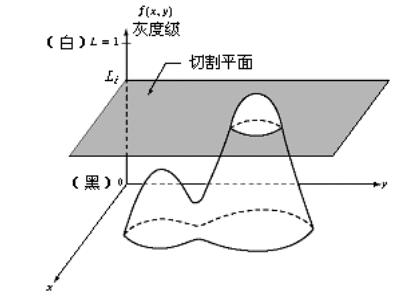 f(x, y)
灰度级
（白）L = 1
切割平面
Li
（黑）0
y
x